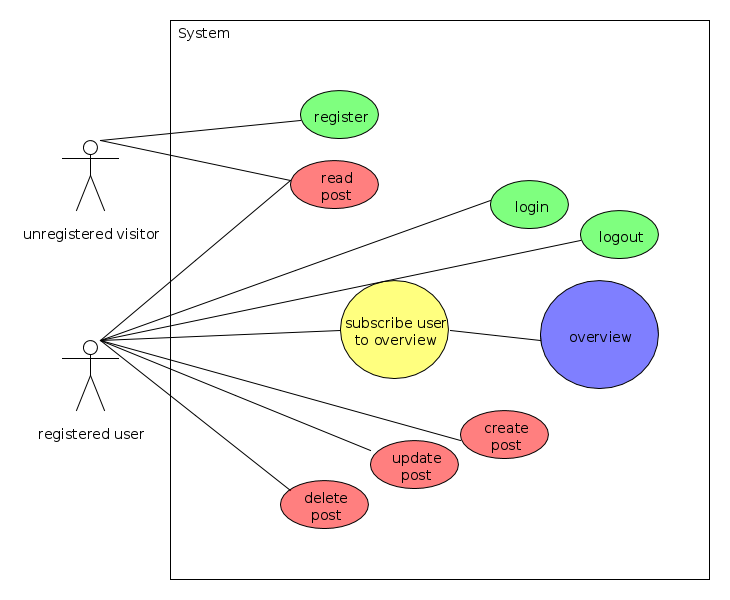 System
register
read
post
unregistered visitor
login
logout
subscribe user
to overview
overview
registered user
create
post
update
post
delete
post